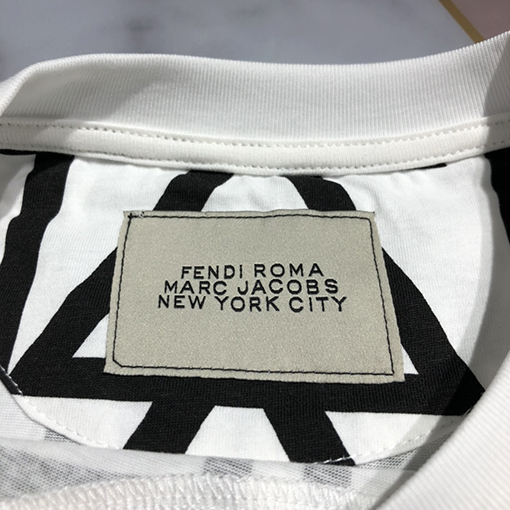 FENDI ROMA
MARC JACOBS
NEW YORK CITY